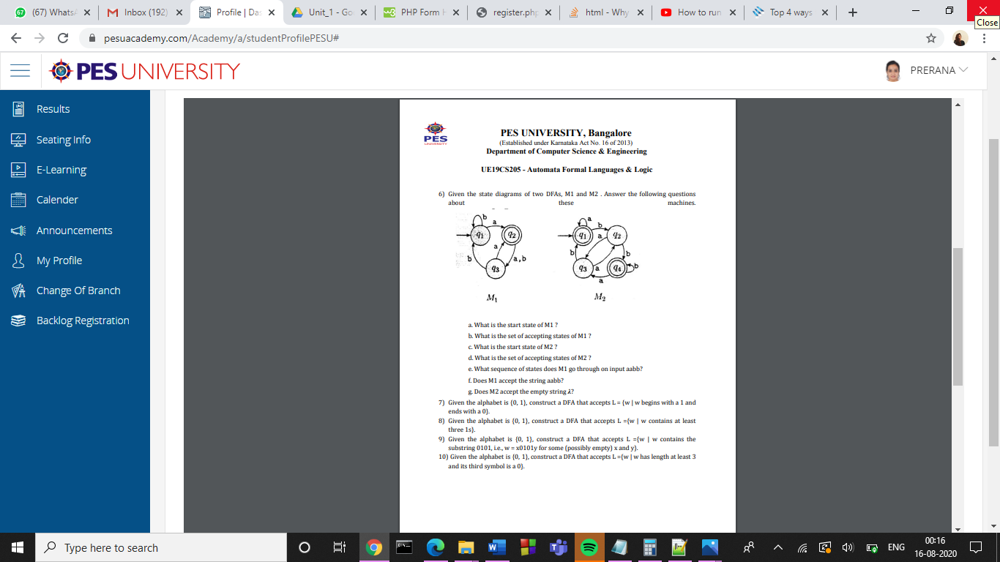 67
(67) WhatsA
Inbox (192)
Profile | Das
Unit_1 - Goo
PHP Form H
register.php
html - Why
How to run
Top 4 ways
Close
pesuacademy.com/Academy/a/studentProfilePESU#
PES UNIVERSITY
PRERANA
Results
Seating Info
E-Learning
Calender
Announcements
My Profile
Change Of Branch
Backlog Registration
PES
UNIVERSITY
PES UNIVERSITY, Bangalore
(Established under Karnataka Act No. 16 of 2013)
Department of Computer Science & Engineering
UE19CS205 - Automata Formal Languages & Logic
6) Given the state diagrams of two DFAs, M1 and M2 . Answer the following questions
about these machines.
b a q1 q2 a b a,b q3
a b q1 a q2 b b q3 a q4 b a
M1 M2
a. What is the start state of M1 ?
b. What is the set of accepting states of M1 ?
c. What is the start state of M2 ?
d. What is the set of accepting states of M2 ?
e. What sequence of states does M1 go through on input aabb?
f. Does M1 accept the string aabb?
g. Does M2 accept the empty string λ?
7) Given the alphabet is {0, 1}, construct a DFA that accepts L = {w | w begins with a 1 and
ends with a 0}.
8) Given the alphabet is {0, 1}, construct a DFA that accepts L ={w | w contains at least
three 1s}.
9) Given the alphabet is {0, 1}, construct a DFA that accepts L ={w | w contains the
substring 0101, i.e., w = x0101y for some (possibly empty) x and y}.
10) Given the alphabet is {0, 1}, construct a DFA that accepts L ={w | w has length at least 3
and its third symbol is a 0}.
Type here to search
ENG
00:16
16-08-2020